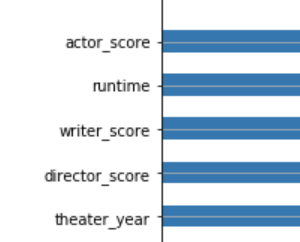 actor_score
runtime
writer_score
director_score
theater_year